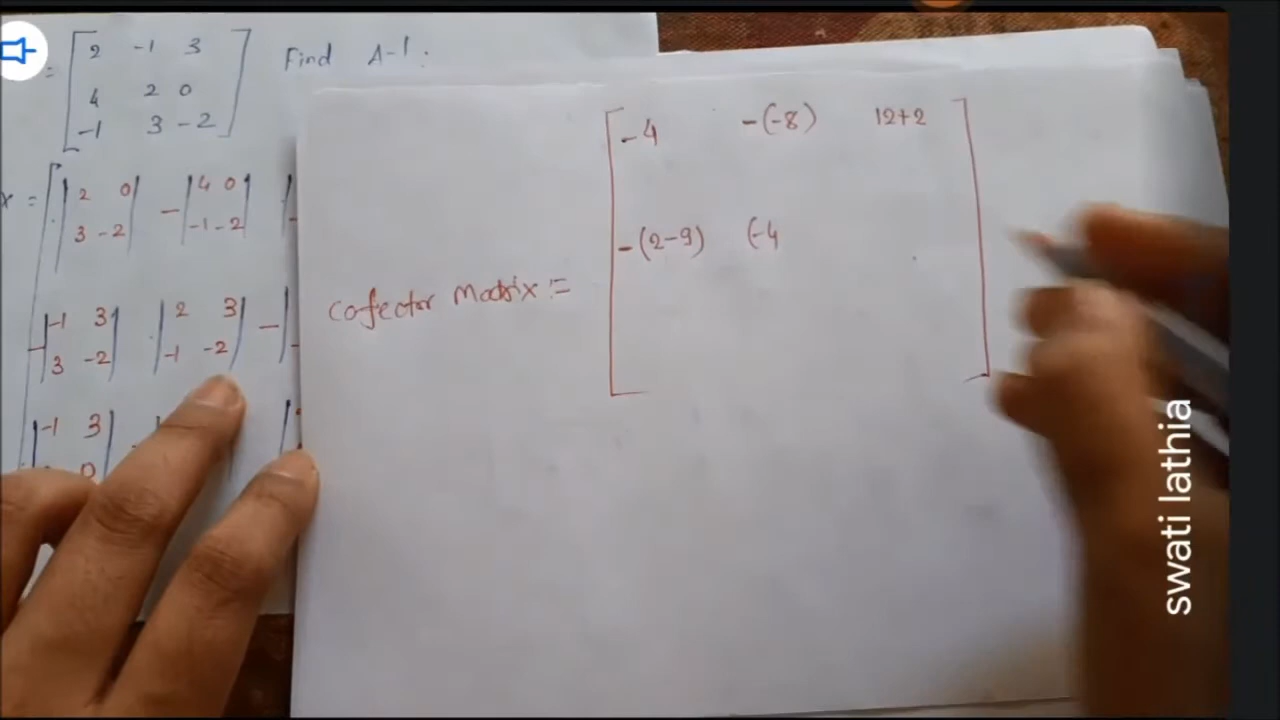 = 2 -1 3 Find A-1.
4 2 0
-1 3 -2
x = 2 0 - 4 0
3 -2 -1 -2
-1 3 2 3 -
- 3 -2 -1 -2
-1 3
0
-4 -(-8) 12+2
-(2-9) (-4
Cofector Matrix :=
swati lathia